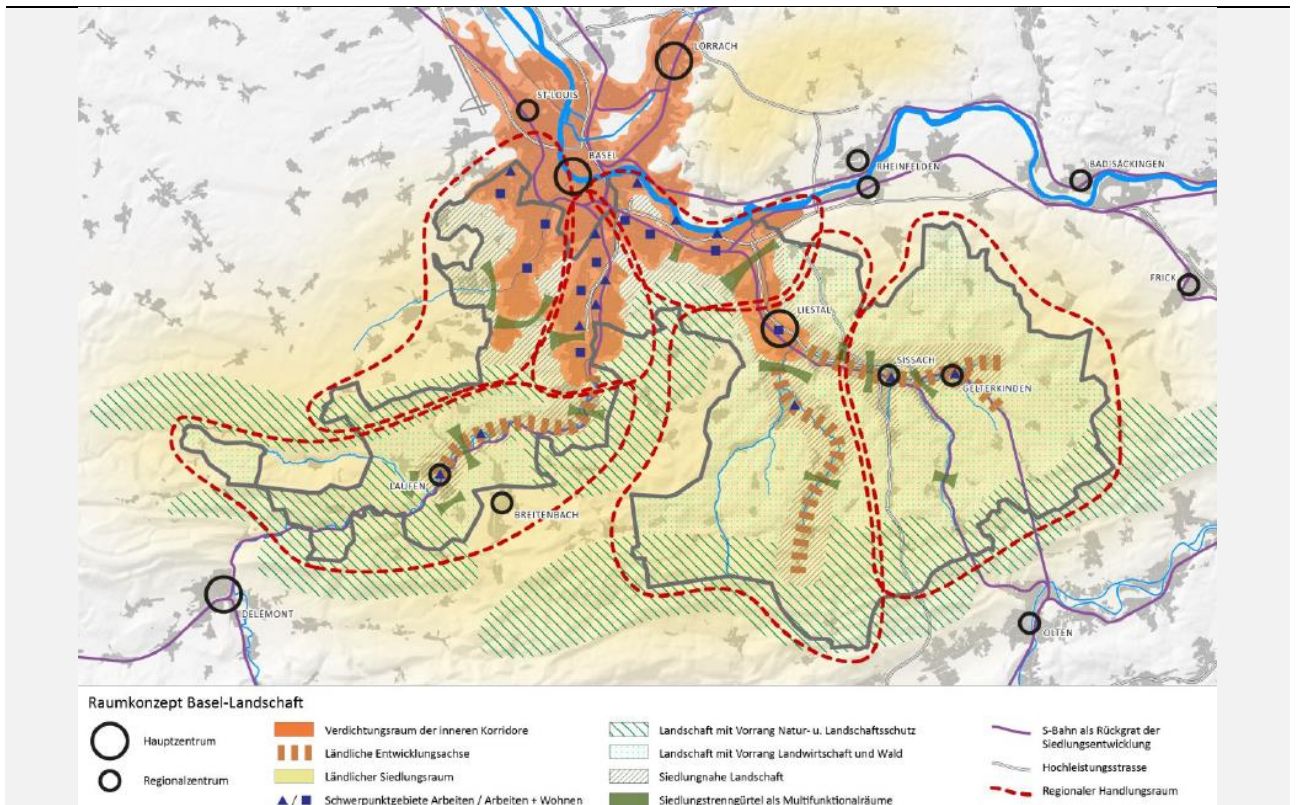 LÖRRACH
ST-LOUIS
BASEL
RHEINFELDEN
BAD SÄCKINGEN
FRICK
LIESTAL
SISSACH
GELTERKINDEN
LAUFEN
BREITENBACH
DELEMONT
OLTEN
Raumkonzept Basel-Landschaft
Hauptzentrum
Regionalzentrum
Verdichtungsraum der inneren Korridore
Ländliche Entwicklungsachse
Ländlicher Siedlungsraum
Schwerpunktgebiete Arbeiten / Arbeiten + Wohnen
Landschaft mit Vorrang Natur- u. Landschaftsschutz
Landschaft mit Vorrang Landwirtschaft und Wald
Siedlungsnahe Landschaft
Siedlungstrenngürtel als Multifunktionalräume
S-Bahn als Rückgrat der
Siedlungsentwicklung
Hochleistungsstrasse
Regionaler Handlungsraum